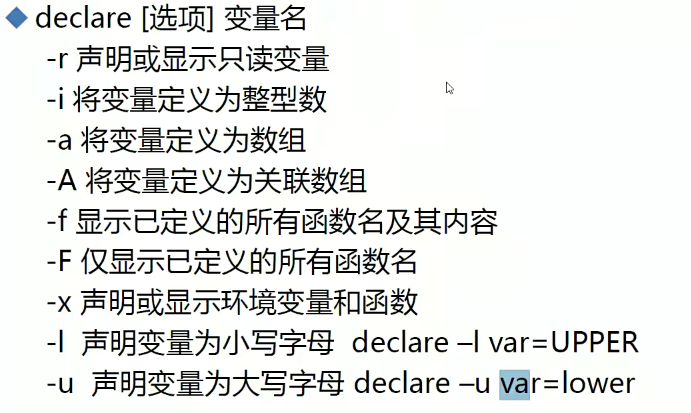 declare [选项] 变量名
-r 声明或显示只读变量
-i 将变量定义为整型数
-a 将变量定义为数组
-A 将变量定义为关联数组
-f 显示已定义的所有函数名及其内容
-F 仅显示已定义的所有函数名
-x 声明或显示环境变量和函数
-l 声明变量为小写字母 declare –l var=UPPER
-u 声明变量为大写字母 declare –u var=lower